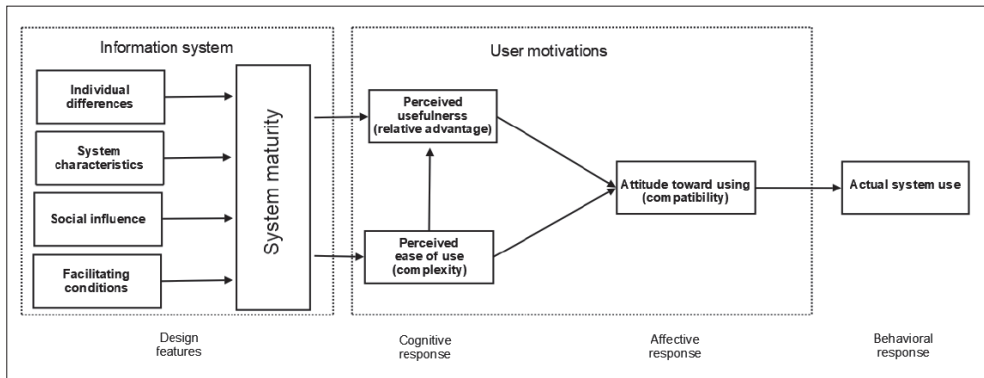 Information system
User motivations
Individual
differences
System
characteristics
Social influence
Facilitating
conditions
System maturity
Perceived
usefulnerss
(relative advantage)
Perceived
ease of use
(complexity)
Attitude toward using
(compatibility)
Actual system use
Design
features
Cognitive
response
Affective
response
Behavioral
response